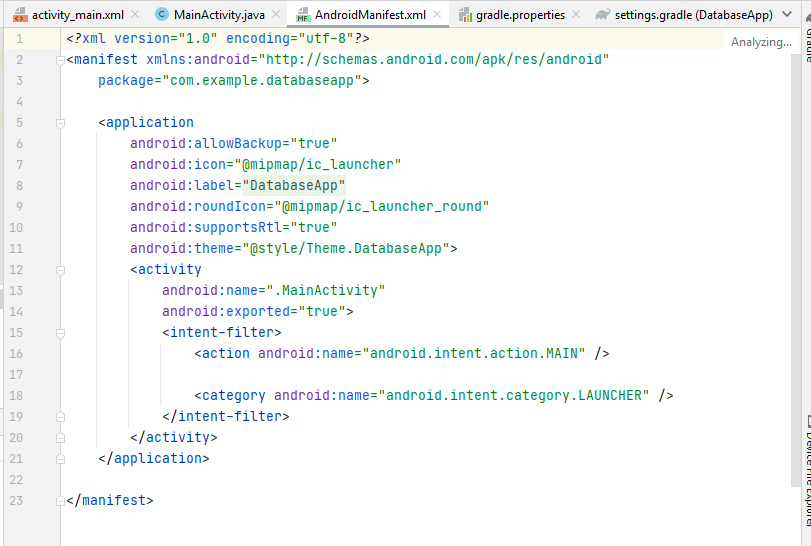 activity_main.xml MainActivity.java AndroidManifest.xml gradle.properties settings.gradle (DatabaseApp)
Analyzing...
1 <?xml version="1.0" encoding="utf-8"?>
2 <manifest xmlns:android="http://schemas.android.com/apk/res/android"
3 package="com.example.databaseapp">
4
5 <application
6 android:allowBackup="true"
7 android:icon="@mipmap/ic_launcher"
8 android:label="DatabaseApp"
9 android:roundIcon="@mipmap/ic_launcher_round"
10 android:supportsRtl="true"
11 android:theme="@style/Theme.DatabaseApp">
12 <activity
13 android:name=".MainActivity"
14 android:exported="true">
15 <intent-filter>
16 <action android:name="android.intent.action.MAIN" />
17
18 <category android:name="android.intent.category.LAUNCHER" />
19 </intent-filter>
20 </activity>
21 </application>
22
23 </manifest>
Gradle
Device File Explorer